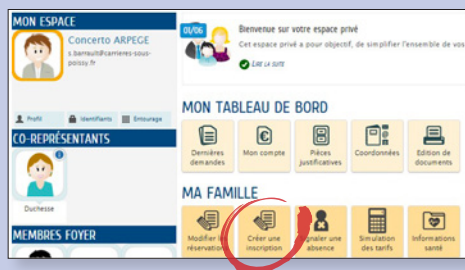 MON ESPACE
Concerto ARPEGE
s.barrault@carrieres-sous-
poissy.fr
Profil
Identifiants
Entourage
CO-REPRÉSENTANTS
Duchesse
MEMBRES FOYER
01/06
Bienvenue sur votre espace privé
Cet espace privé a pour objectif, de simplifier l'ensemble de vos
LIRE LA SUITE
MON TABLEAU DE BORD
Dernières
demandes
Mon compte
Pièces
justificatives
Coordonnées
Edition de
documents
MA FAMILLE
Modifier
réservation
Créer une
inscription
Signaler une
absence
Simulation
des tarifs
Informations
santé